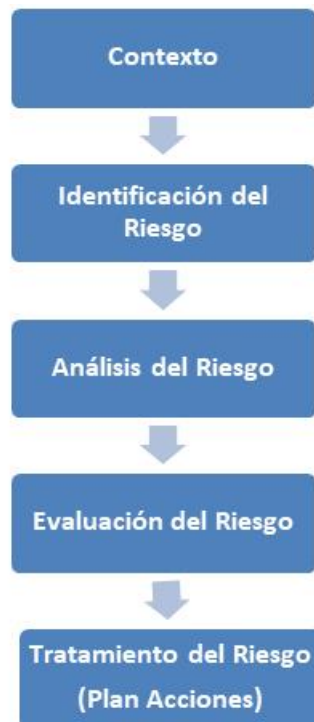 Contexto
Identificación del
Riesgo
Análisis del Riesgo
Evaluación del Riesgo
Tratamiento del Riesgo
(Plan Acciones)